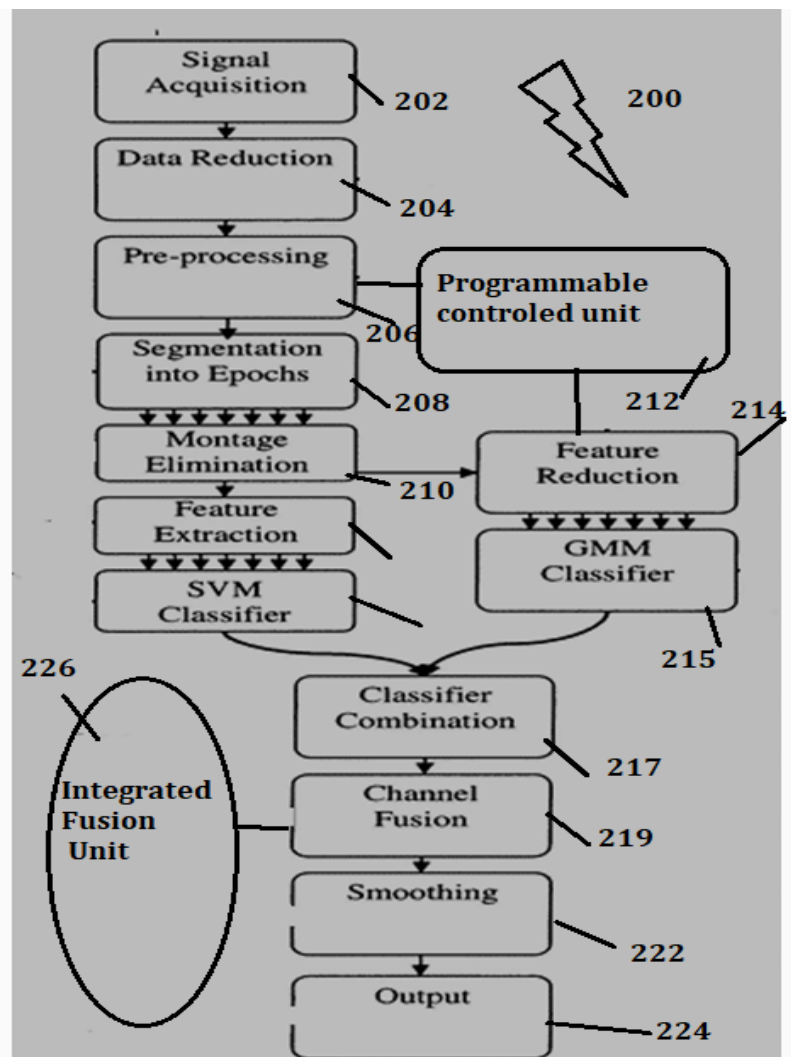 Signal
Acquisition
202
200
Data Reduction
204
Pre-processing
206
Programmable
controled unit
212
Segmentation
into Epochs
208
Montage
Elimination
210
Feature
Reduction
214
Feature
Extraction
GMM
Classifier
215
SVM
Classifier
226
Classifier
Combination
217
Integrated
Fusion
Unit
Channel
Fusion
219
Smoothing
222
Output
224